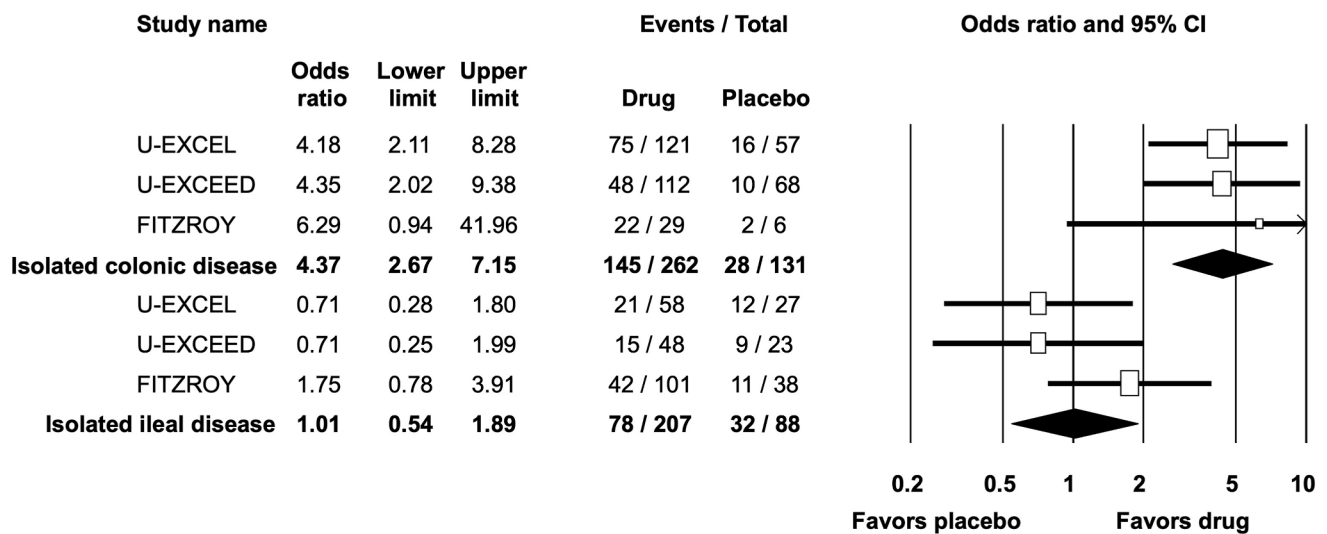 Study name Events / Total Odds ratio and 95% CI
Odds ratio Lower limit Upper limit Drug Placebo
U-EXCEL 4.18 2.11 8.28 75 / 121 16 / 57
U-EXCEED 4.35 2.02 9.38 48 / 112 10 / 68
FITZROY 6.29 0.94 41.96 22 / 29 2 / 6
Isolated colonic disease 4.37 2.67 7.15 145 / 262 28 / 131
U-EXCEL 0.71 0.28 1.80 21 / 58 12 / 27
U-EXCEED 0.71 0.25 1.99 15 / 48 9 / 23
FITZROY 1.75 0.78 3.91 42 / 101 11 / 38
Isolated ileal disease 1.01 0.54 1.89 78 / 207 32 / 88
0.2 0.5 1 2 5 10
Favors placebo Favors drug